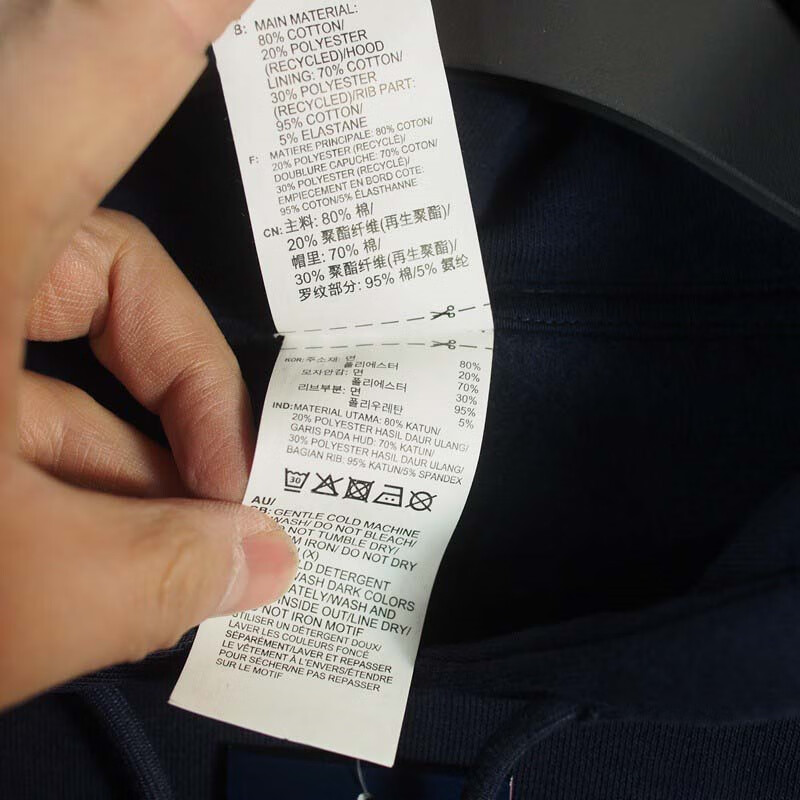 B: MAIN MATERIAL:
80% COTTON/
20% POLYESTER
(RECYCLED)/HOOD
LINING: 70% COTTON/
30% POLYESTER
(RECYCLED)/RIB PART:
95% COTTON/
5% ELASTANE
F: MATIERE PRINCIPALE: 80% COTON/
20% POLYESTER (RECYCLÉ)/
DOUBLURE CAPUCHE: 70% COTON/
30% POLYESTER (RECYCLÉ)/
EMPIECEMENT EN BORD COTE:
95% COTON/5% ÉLASTHANNE
CN: 主料: 80% 棉/
20% 聚酯纤维(再生聚酯)/
帽里: 70% 棉/
30% 聚酯纤维(再生聚酯)/
罗纹部分: 95% 棉/5% 氨纶
KOR: 주소재: 면 80%
폴리에스터 20%
모자안감: 면 70%
폴리에스터 30%
리브부분: 면 95%
폴리우레탄 5%
IND: MATERIAL UTAMA: 80% KATUN/
20% POLYESTER HASIL DAUR ULANG/
GARIS PADA HUD: 70% KATUN/
30% POLYESTER HASIL DAUR ULANG/
BAGIAN RIB: 95% KATUN/5% SPANDEX
30
AU/
GB: GENTLE COLD MACHINE
WASH/ DO NOT BLEACH/
NOT TUMBLE DRY/
IRON/ DO NOT DRY
(X)
DETERGENT
WASH DARK COLORS
WASH AND
INSIDE OUT/LINE DRY/
NOT IRON MOTIF
UTILISER UN DÉTERGENT DOUX/
LAVER LES COULEURS FONCÉ
SÉPARÉMENT/LAVER ET REPASSER
LE VÊTEMENT À L'ENVERS/ÉTENDRE
POUR SÉCHER/NE PAS REPASSER
SUR LE MOTIF